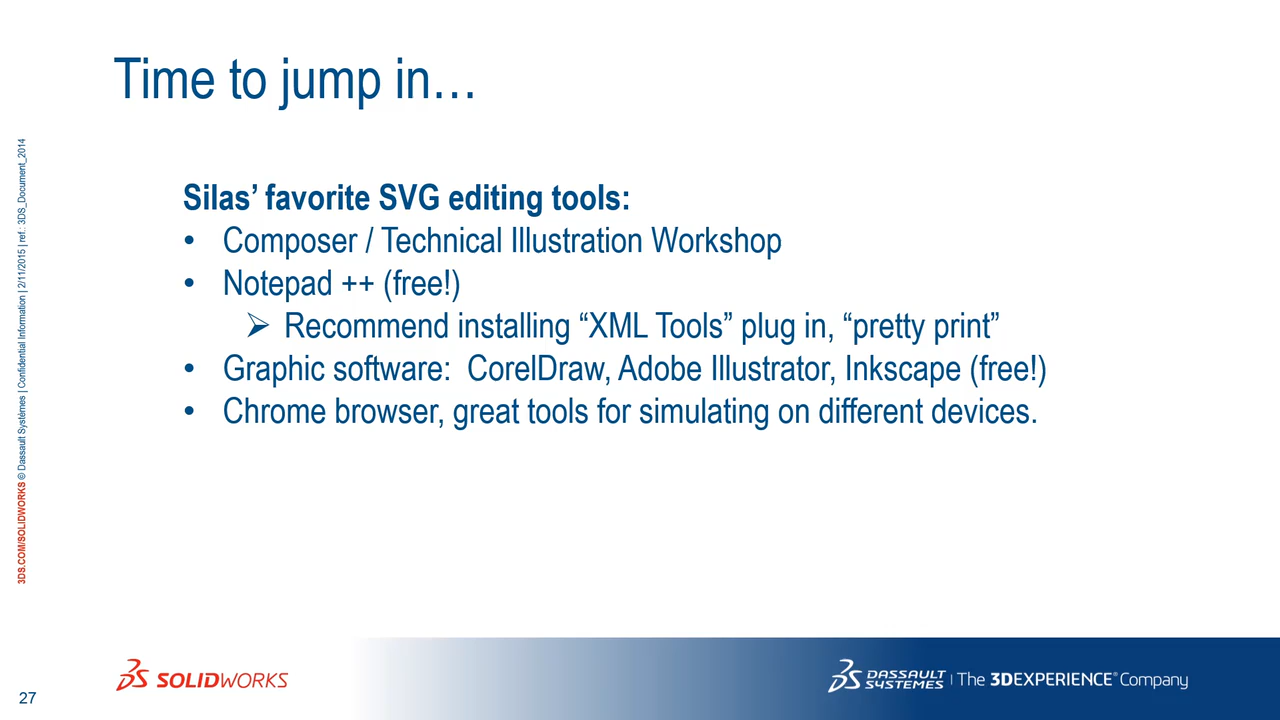 Time to jump in…
Silas’ favorite SVG editing tools:
• Composer / Technical Illustration Workshop
• Notepad ++ (free!)
➢ Recommend installing “XML Tools” plug in, “pretty print”
• Graphic software:  CorelDraw, Adobe Illustrator, Inkscape (free!)
• Chrome browser, great tools for simulating on different devices.
3DS.COM/SOLIDWORKS © Dassault Systèmes | Confidential Information | 2/11/2015 | ref.: 3DS_Document_2014
SOLIDWORKS
DASSAULT SYSTEMES | The 3DEXPERIENCE® Company
27